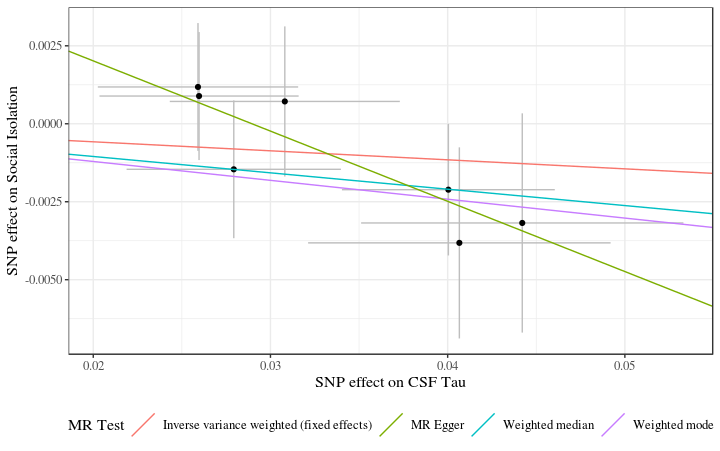 SNP effect on Social Isolation
0.0025
0.0000
-0.0025
-0.0050
0.02 0.03 0.04 0.05
SNP effect on CSF Tau
MR Test Inverse variance weighted (fixed effects) MR Egger Weighted median Weighted mode